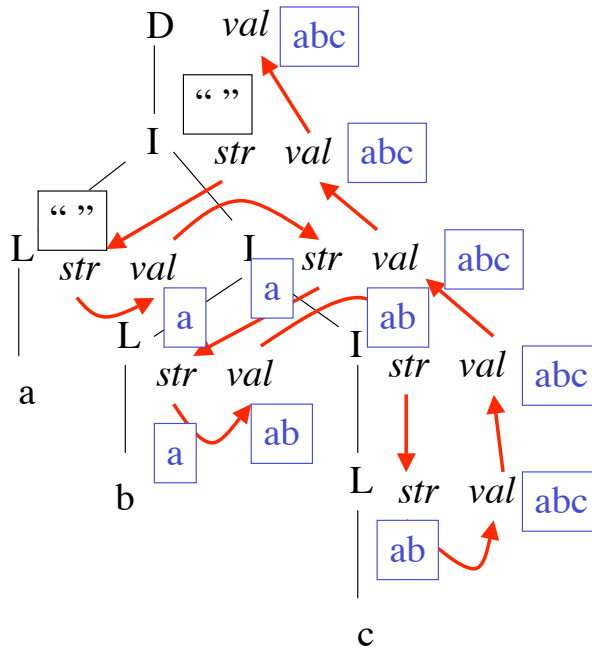 D val abc
“ ”
I str val abc
“ ”
L str val I str val abc
a a ab
L str val I str val abc
a
a ab
b L str val abc
ab
c